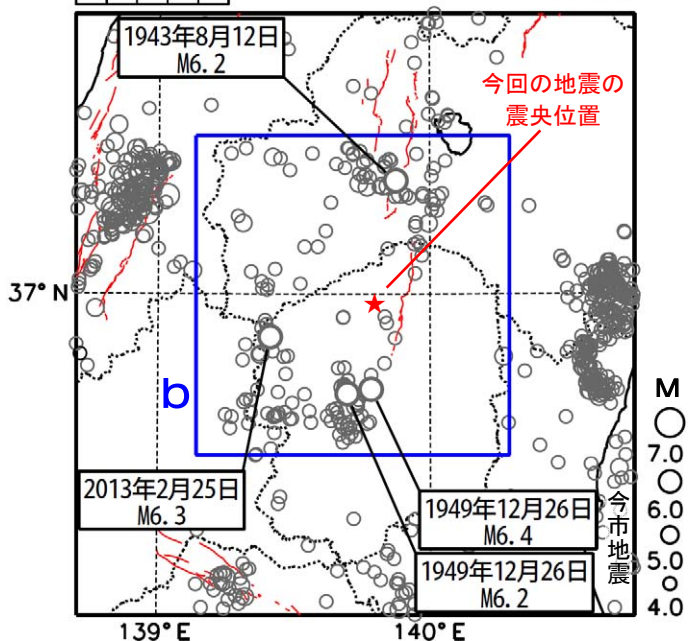 1943年8月12日
M6.2
今回の地震の
震央位置
37°N
b
2013年2月25日
M6.3
1949年12月26日
M6.4
1949年12月26日
M6.2
今市地震
M
7.0
6.0
5.0
4.0
139°E
140°E